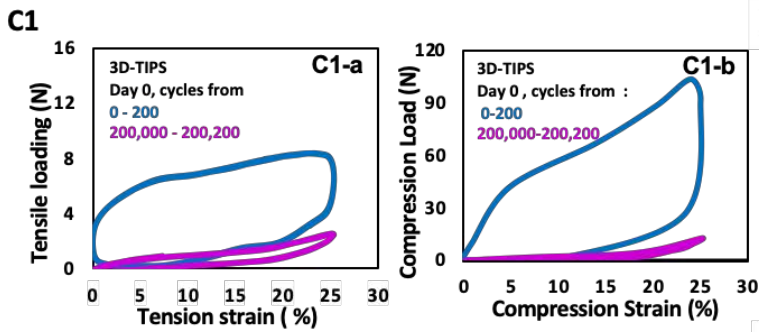 C1
16
12
8
4
0
Tensile loading (N)
3D-TIPS
C1-a
Day 0, cycles from
0 - 200
200,000 - 200,200
0 5 10 15 20 25 30
Tension strain ( %)
120
90
60
30
0
Compression Load (N)
3D-TIPS
C1-b
Day 0 , cycles from :
0-200
200,000-200,200
0 5 10 15 20 25 30
Compression Strain (%)